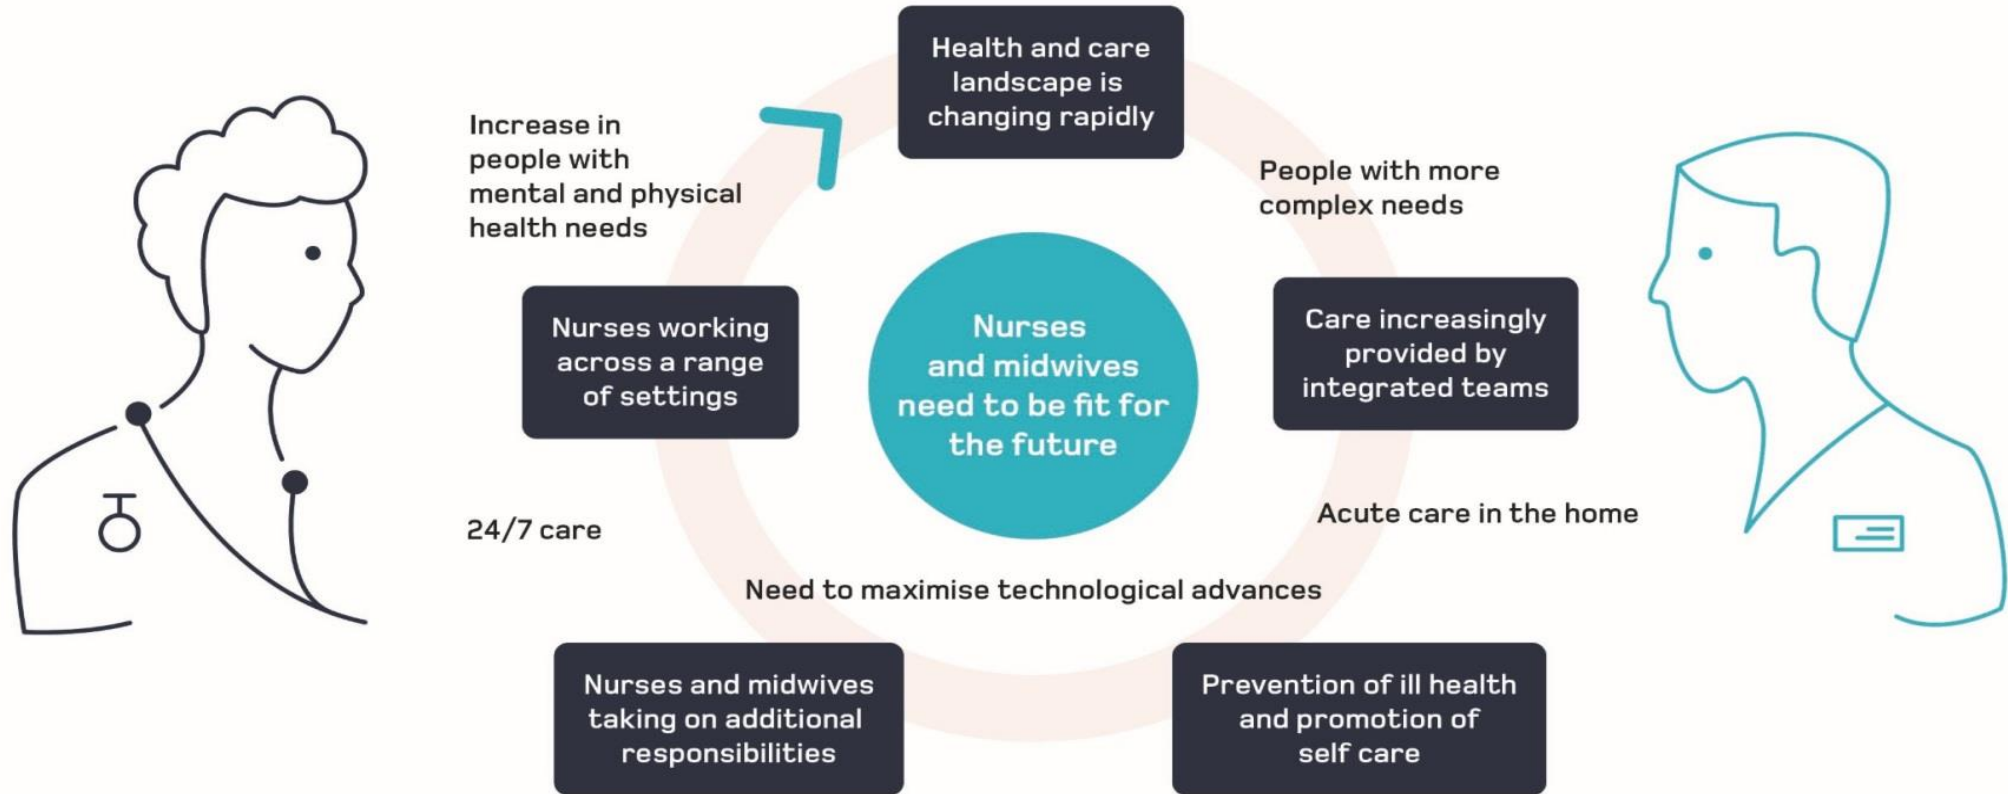 Health and care
landscape is
changing rapidly
Increase in
people with
mental and physical
health needs
People with more
complex needs
Nurses working
across a range
of settings
Nurses
and midwives
need to be fit for
the future
Care increasingly
provided by
integrated teams
24/7 care
Acute care in the home
Need to maximise technological advances
Nurses and midwives
taking on additional
responsibilities
Prevention of ill health
and promotion of
self care